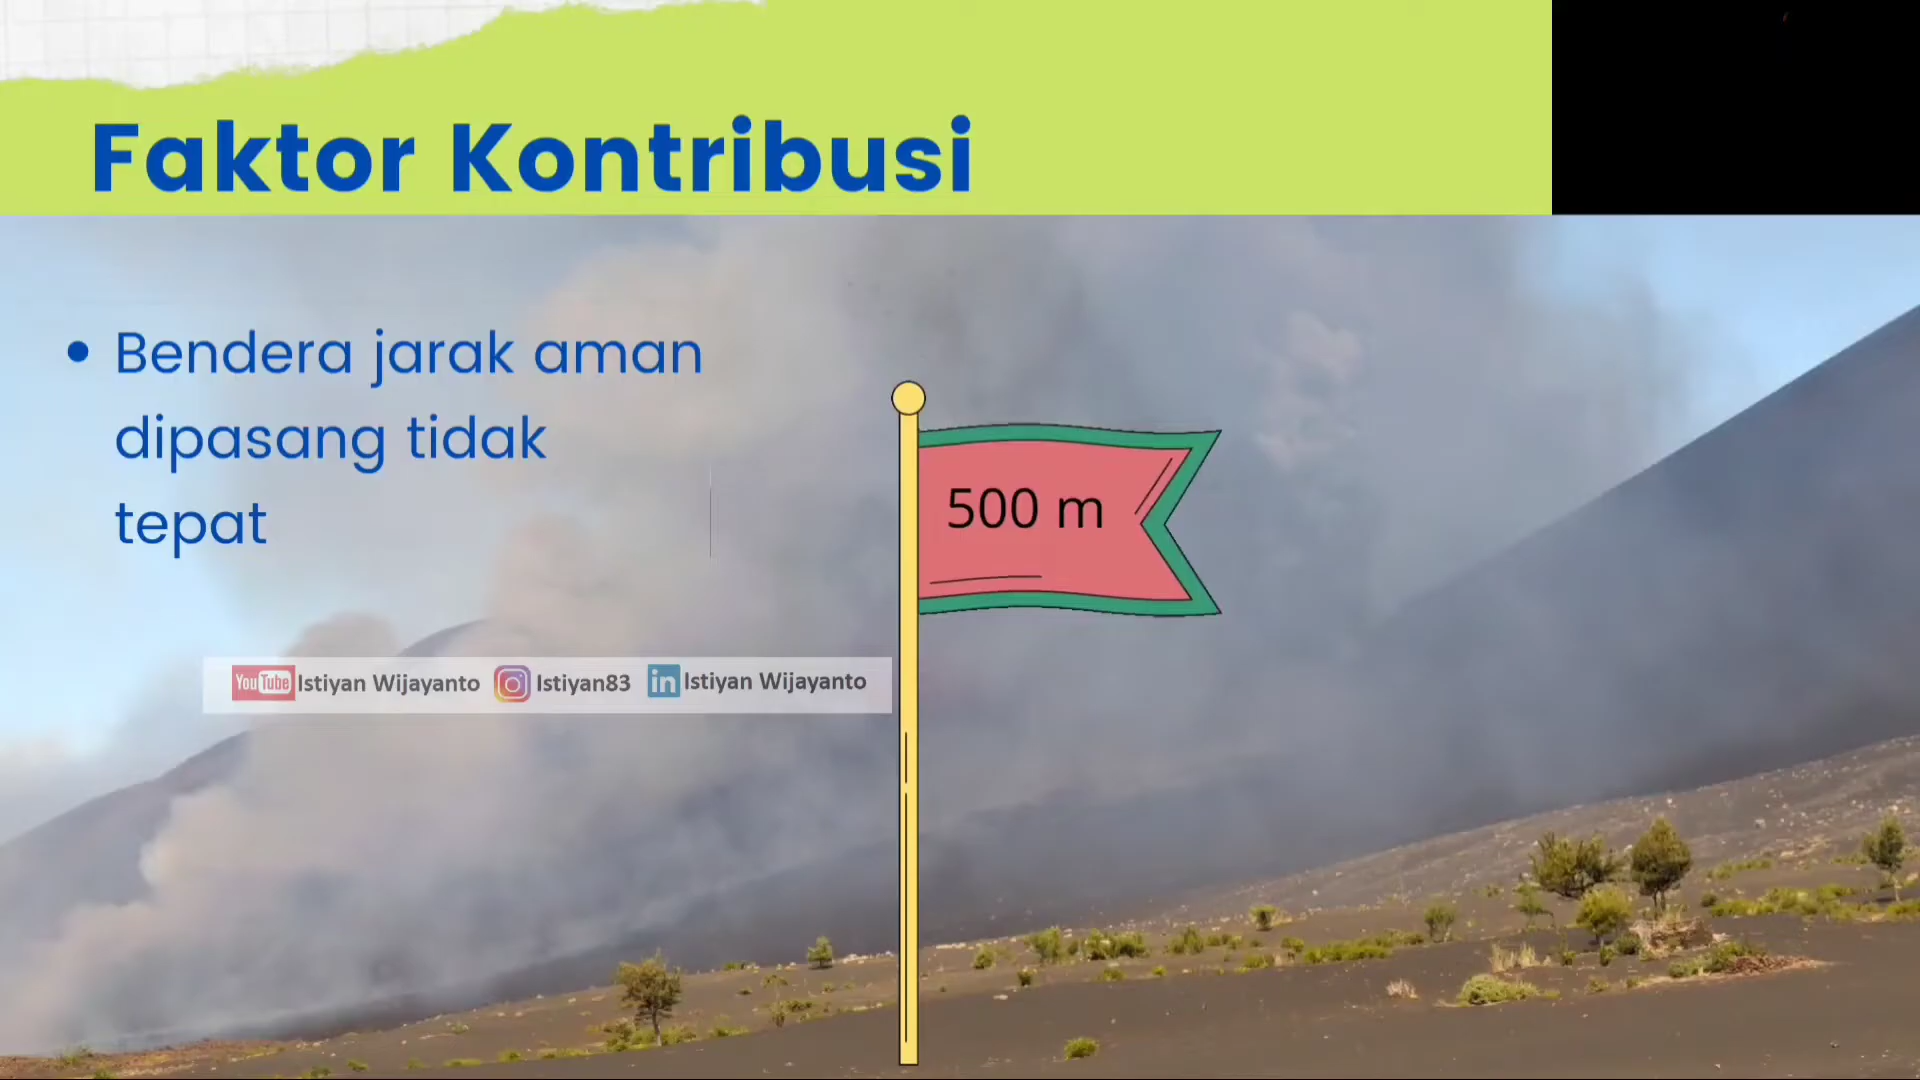 Faktor Kontribusi
• Bendera jarak aman
dipasang tidak
tepat
500 m
YouTube Istiyan Wijayanto Istiyan83 in Istiyan Wijayanto